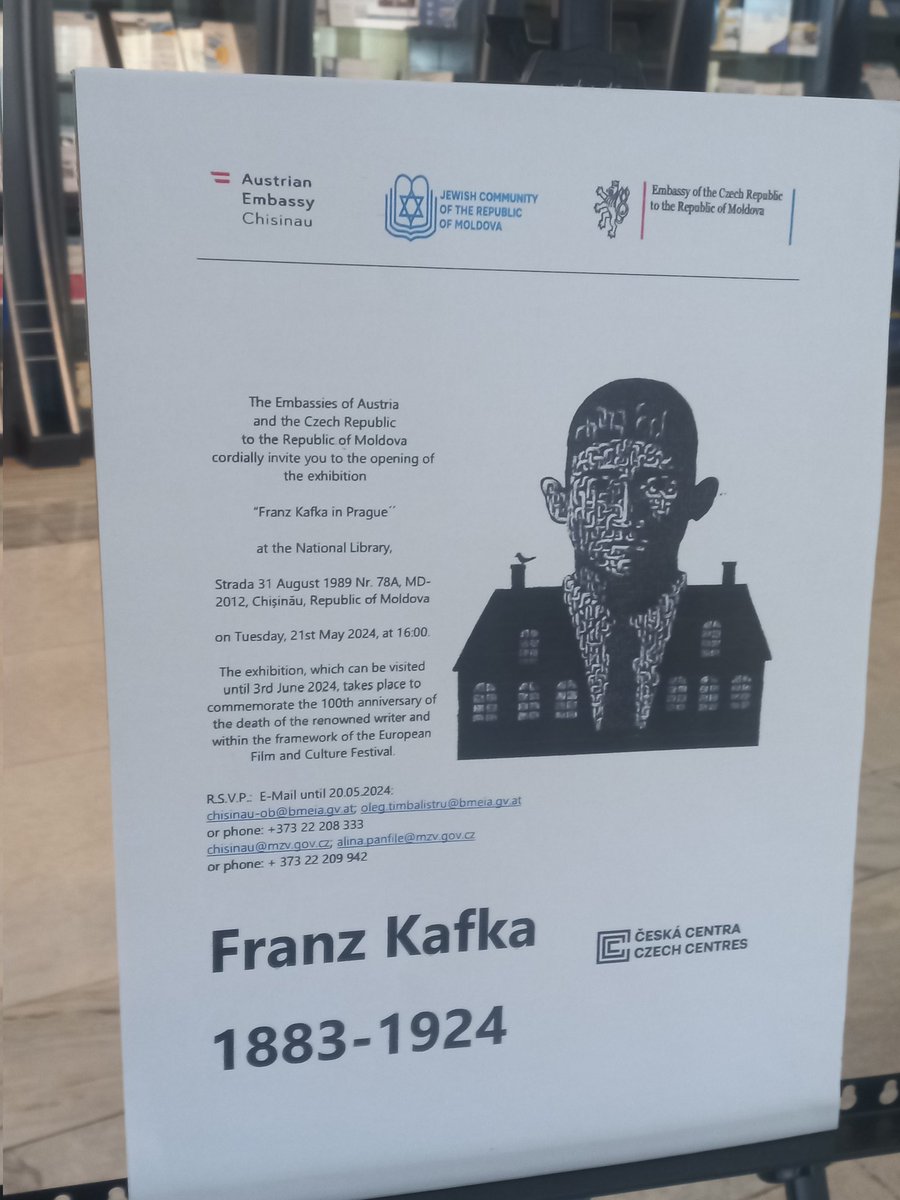 Austrian
Embassy
Chisinau
JEWISH COMMUNITY
OF THE REPUBLIC
OF MOLDOVA
Embassy of the Czech Republic
to the Republic of Moldova
The Embassies of Austria
and the Czech Republic
to the Republic of Moldova
cordially invite you to the opening of
the exhibition
“Franz Kafka in Prague´´
at the National Library,
Strada 31 August 1989 Nr. 78A, MD-
2012, Chișinău, Republic of Moldova
on Tuesday, 21st May 2024, at 16:00.
The exhibition, which can be visited
until 3rd June 2024, takes place to
commemorate the 100th anniversary of
the death of the renowned writer and
within the framework of the European
Film and Culture Festival.
R.S.V.P.: E-Mail until 20.05.2024:
chisinau-ob@bmeia.gv.at; oleg.timbalistru@bmeia.gv.at
or phone: +373 22 208 333
chisinau@mzv.gov.cz; alina.panfile@mzv.gov.cz
or phone: + 373 22 209 942
Franz Kafka
1883-1924
ČESKÁ CENTRA
CZECH CENTRES